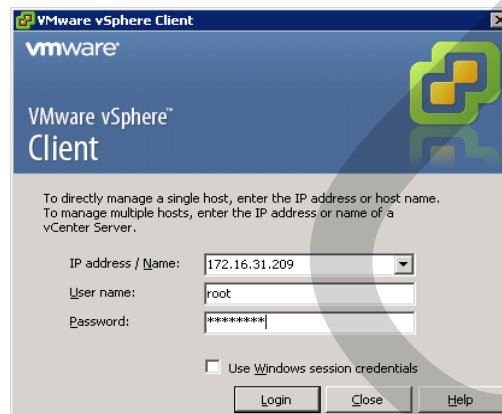 VMware vSphere Client
vmware®
VMware vSphere™
Client
To directly manage a single host, enter the IP address or host name.
To manage multiple hosts, enter the IP address or name of a
vCenter Server.
IP address / Name: 172.16.31.209
User name: root
Password: ********
Use Windows session credentials
Login Close Help